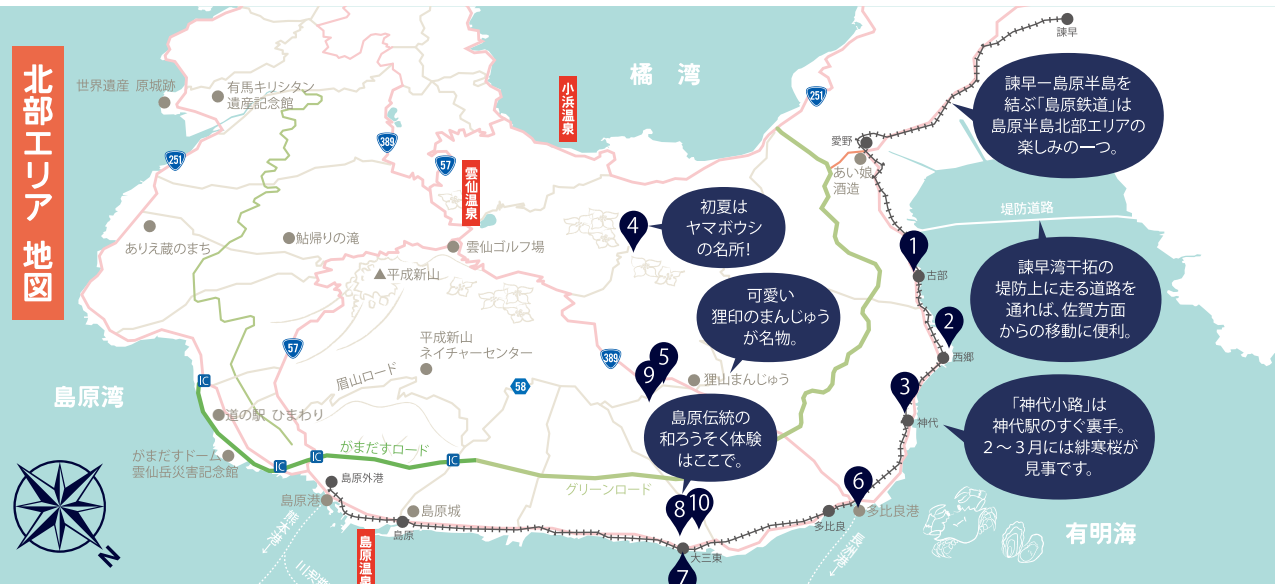 北部エリア 地図
世界遺産 原城跡
有馬キリシタン
遺産記念館
251
389
57
小浜温泉
橘湾
251
諫早
諫早ー島原半島を
結ぶ「島原鉄道」は
島原半島北部エリアの
楽しみの一つ。
愛野
あい娘
酒造
雲仙温泉
ありえ蔵のまち
鮎帰りの滝
雲仙ゴルフ場
平成新山
4
初夏は
ヤマボウシ
の名所!
堤防道路
1
古部
諫早湾干拓の
堤防上に走る道路を
通れば、佐賀方面
からの移動に便利。
可愛い
狸印のまんじゅう
が名物。
2
西郷
57
平成新山
ネイチャーセンター
389
5
9
狸山まんじゅう
眉山ロード
58
IC
島原湾
道の駅 ひまわり
3
神代
「神代小路」は
神代駅のすぐ裏手。
2〜3月には緋寒桜が
見事です。
島原伝統の
和ろうそく体験
はここで。
がまだすドーム
雲仙岳災害記念館
がまだすロード
IC
IC
IC
グリーンロード
島原外港
島原港
島原城
島原
島原温泉
熊本港
N
8
10
大三東
7
多比良
6
多比良港
長洲港
有明海